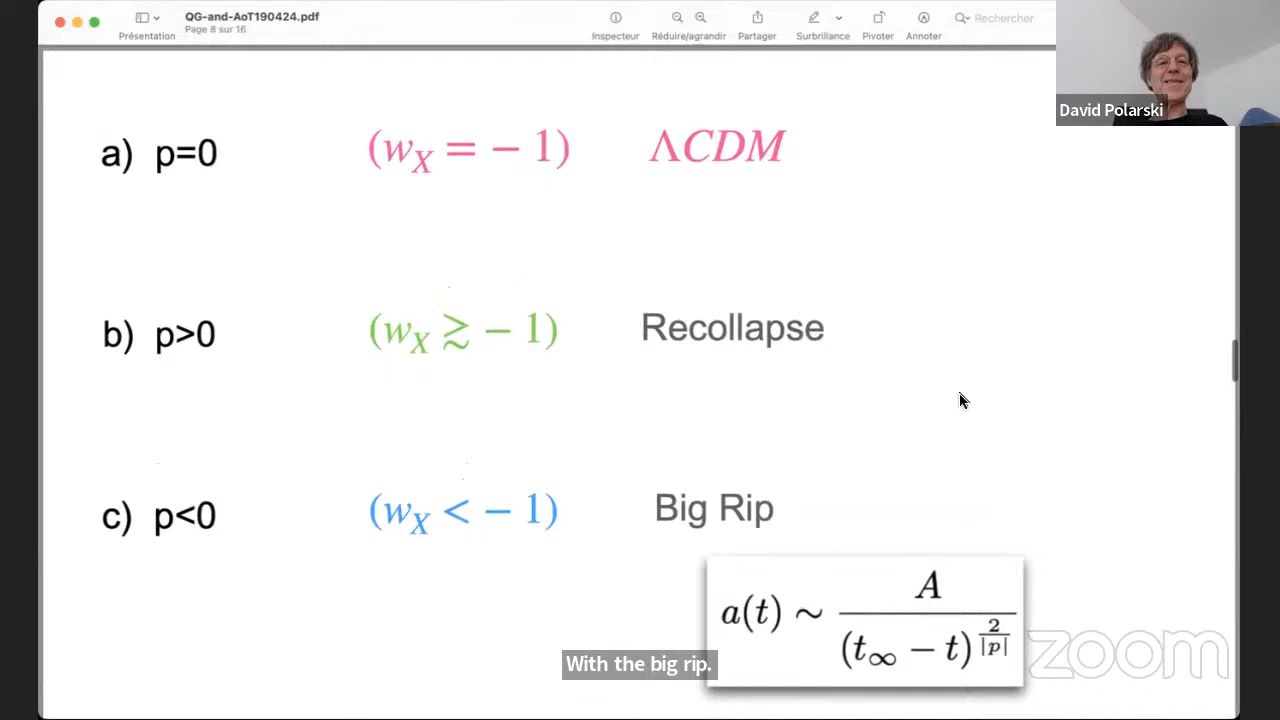 QG-and-AoT190424.pdf
Page 8 sur 16
Présentation
Inspecteur
Réduire/agrandir
Partager
Surbrillance
Pivoter
Annoter
Rechercher
David Polarski
a) p=0 (w_X = − 1) ΛCDM
b) p>0 (w_X ≳ − 1) Recollapse
c) p<0 (w_X < − 1) Big Rip
a(t) ∼ A / (t_∞ − t)^{2/|p|}
With the big rip.
zoom